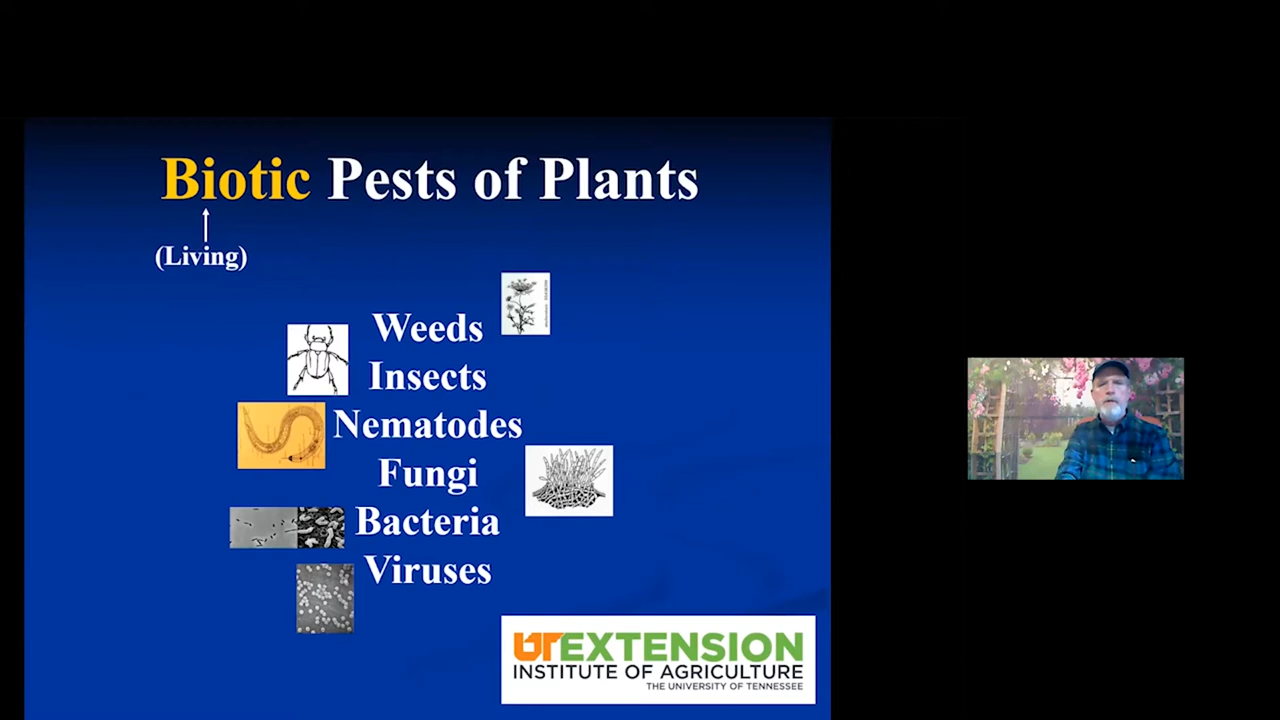 Biotic Pests of Plants
(Living)
Weeds
Insects
Nematodes
Fungi
Bacteria
Viruses
UTEXTENSION
INSTITUTE OF AGRICULTURE
THE UNIVERSITY OF TENNESSEE